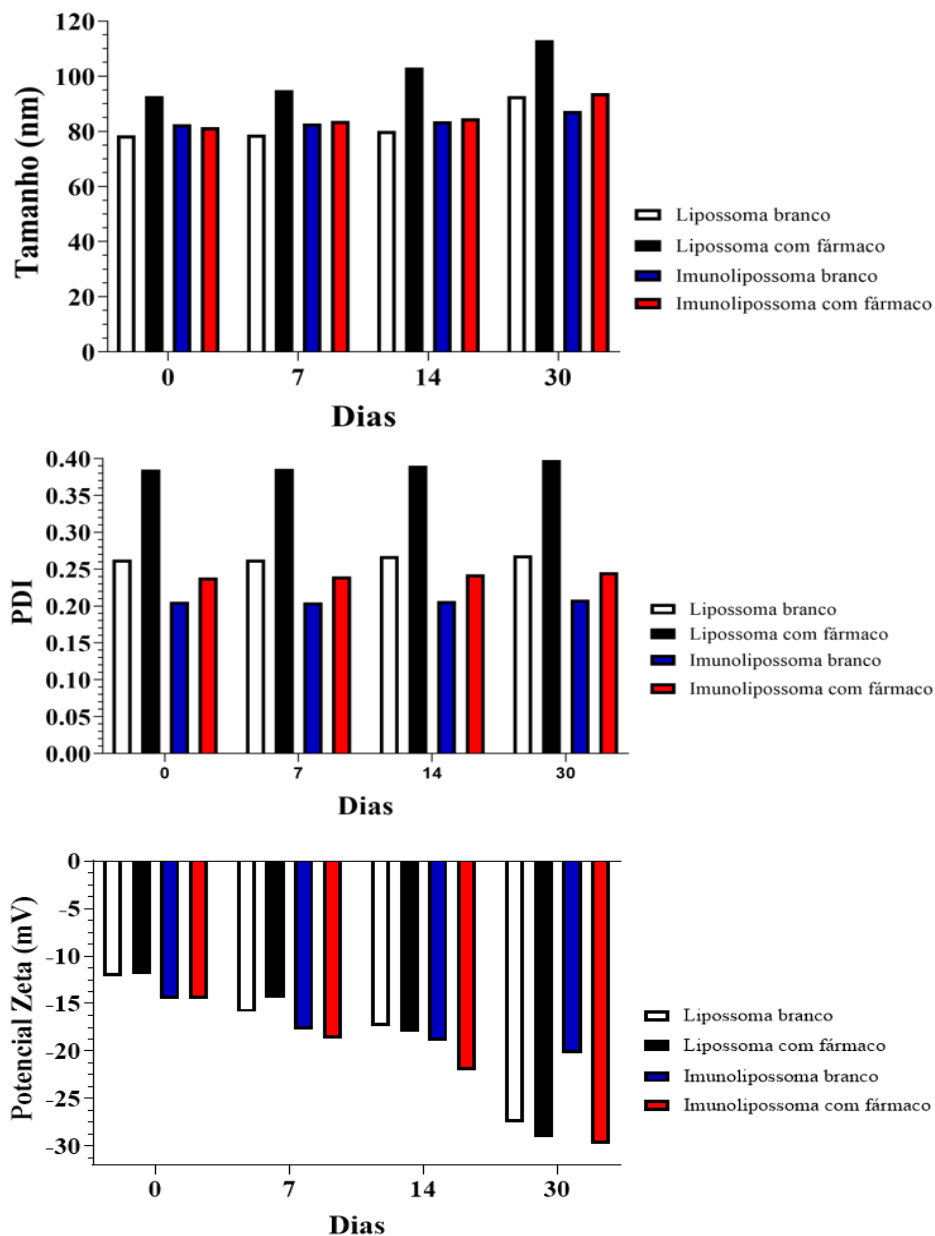 120
100
80
60
40
20
0
Tamanho (nm)
0 7 14 30
Dias
Lipossoma branco
Lipossoma com fármaco
Imunolipossoma branco
Imunolipossoma com fármaco
0.40
0.35
0.30
0.25
0.20
0.15
0.10
0.05
0.00
PDI
0 7 14 30
Dias
Lipossoma branco
Lipossoma com fármaco
Imunolipossoma branco
Imunolipossoma com fármaco
0
-5
-10
-15
-20
-25
-30
Potencial Zeta (mV)
0 7 14 30
Dias
Lipossoma branco
Lipossoma com fármaco
Imunolipossoma branco
Imunolipossoma com fármaco